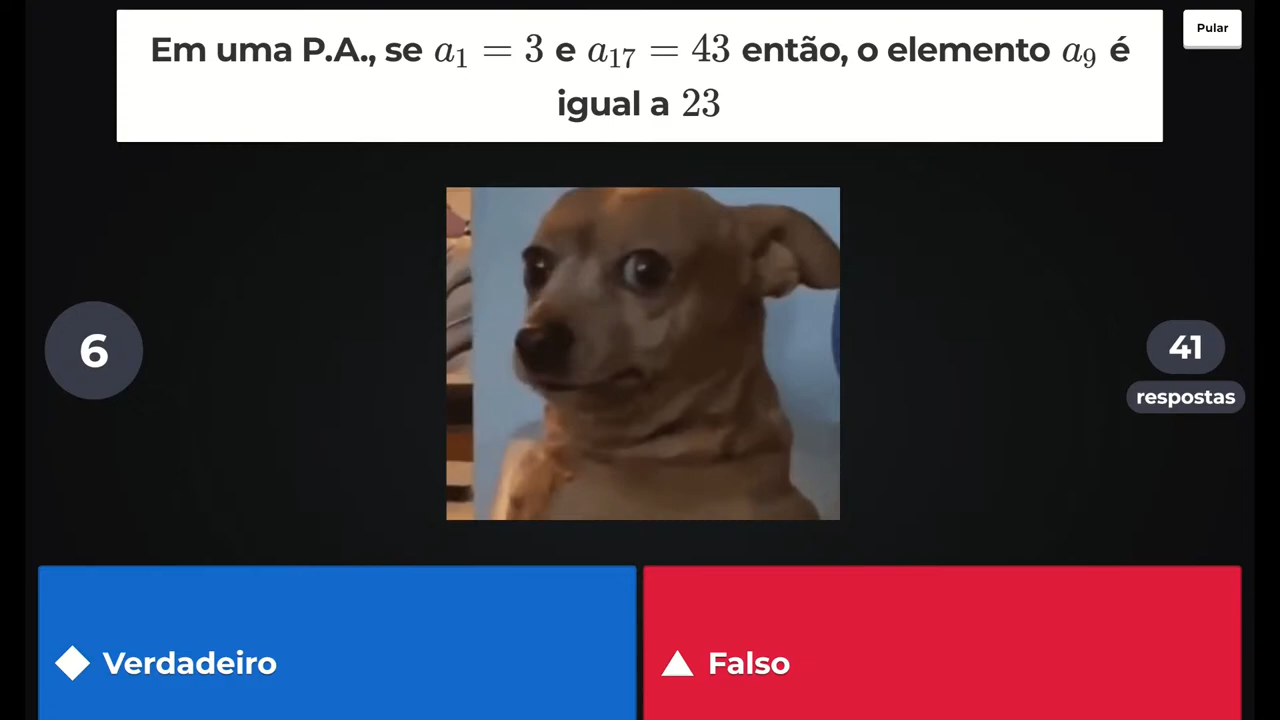 Pular
Em uma P.A., se a₁ = 3 e a₁₇ = 43 então, o elemento a₉ é
igual a 23
6
41
respostas
Verdadeiro
Falso